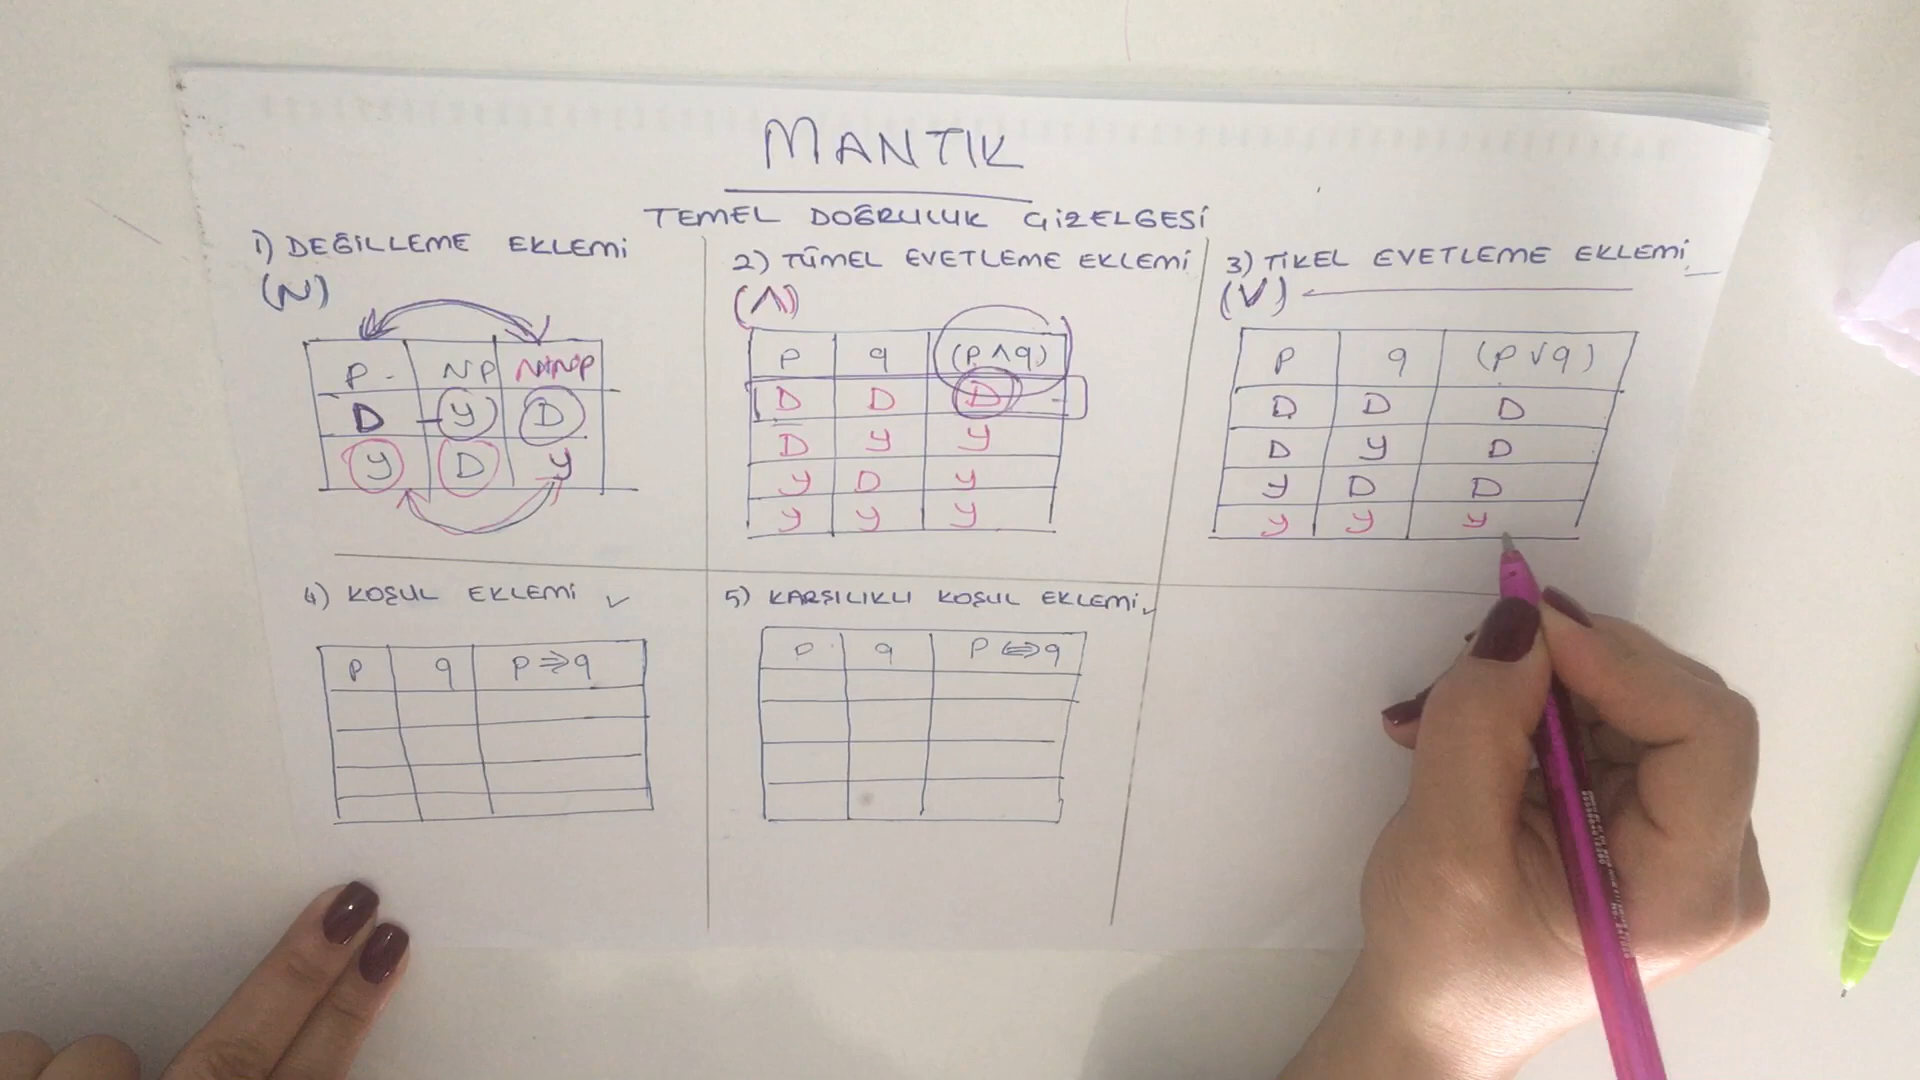 MANTIK
TEMEL DOĞRULUK ÇİZELGESİ
1) DEĞİLLEME EKLEMİ
(N)
P NP
D Y D
Y D Y
2) TÜMEL EVETLEME EKLEMİ
(Λ)
P q (P Λ q)
D D D
D Y Y
Y D Y
Y Y Y
3) TİKEL EVETLEME EKLEMİ
(V)
P q (P V q)
D D D
D Y D
Y D D
Y Y Y
4) KOŞUL EKLEMİ ✓
P q P ⇒ q
5) KARŞILIKLI KOŞUL EKLEMİ ✓
P q P ⇔ q